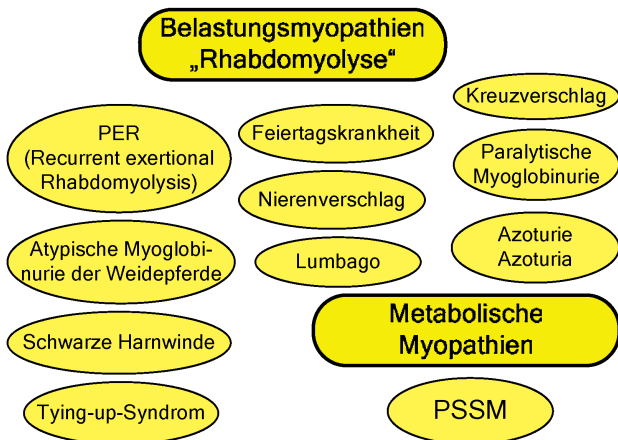 Belastungsmyopathien
„Rhabdomyolyse“
PER
(Recurrent exertional
Rhabdomyolysis)
Atypische Myoglobi-
nurie der Weidepferde
Schwarze Harnwinde
Tying-up-Syndrom
Feiertagskrankheit
Nierenverschlag
Lumbago
Kreuzverschlag
Paralytische
Myoglobinurie
Azoturie
Azoturia
Metabolische
Myopathien
PSSM